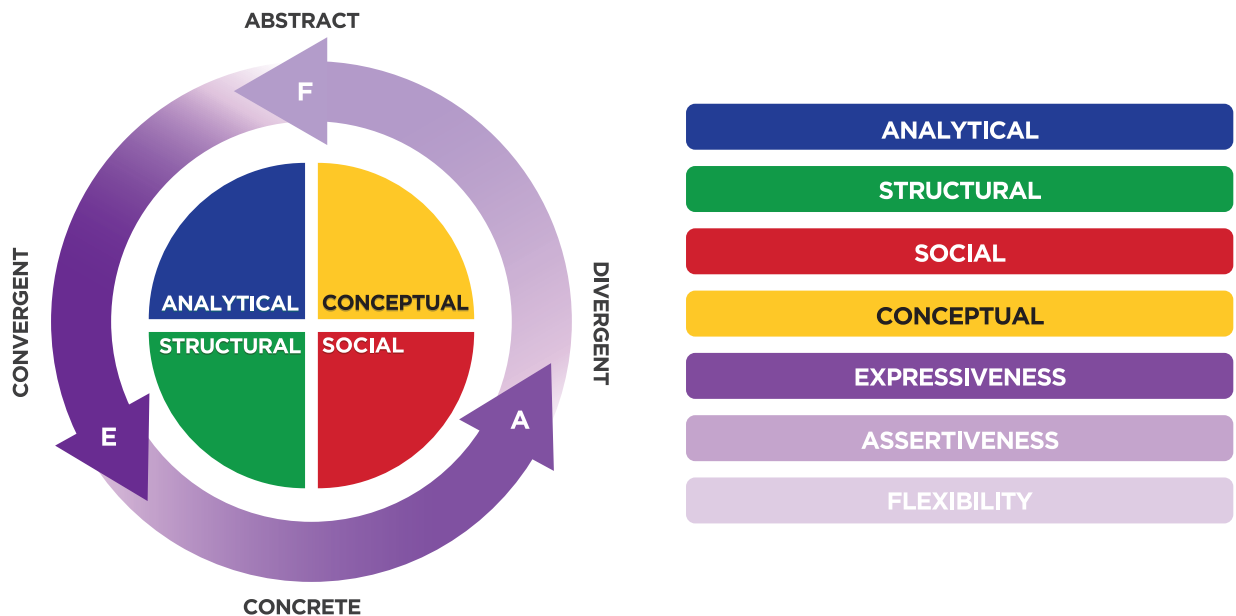 ABSTRACT
F
CONVERGENT
DIVERGENT
ANALYTICAL
CONCEPTUAL
STRUCTURAL
SOCIAL
E
A
CONCRETE
ANALYTICAL
STRUCTURAL
SOCIAL
CONCEPTUAL
EXPRESSIVENESS
ASSERTIVENESS
FLEXIBILITY